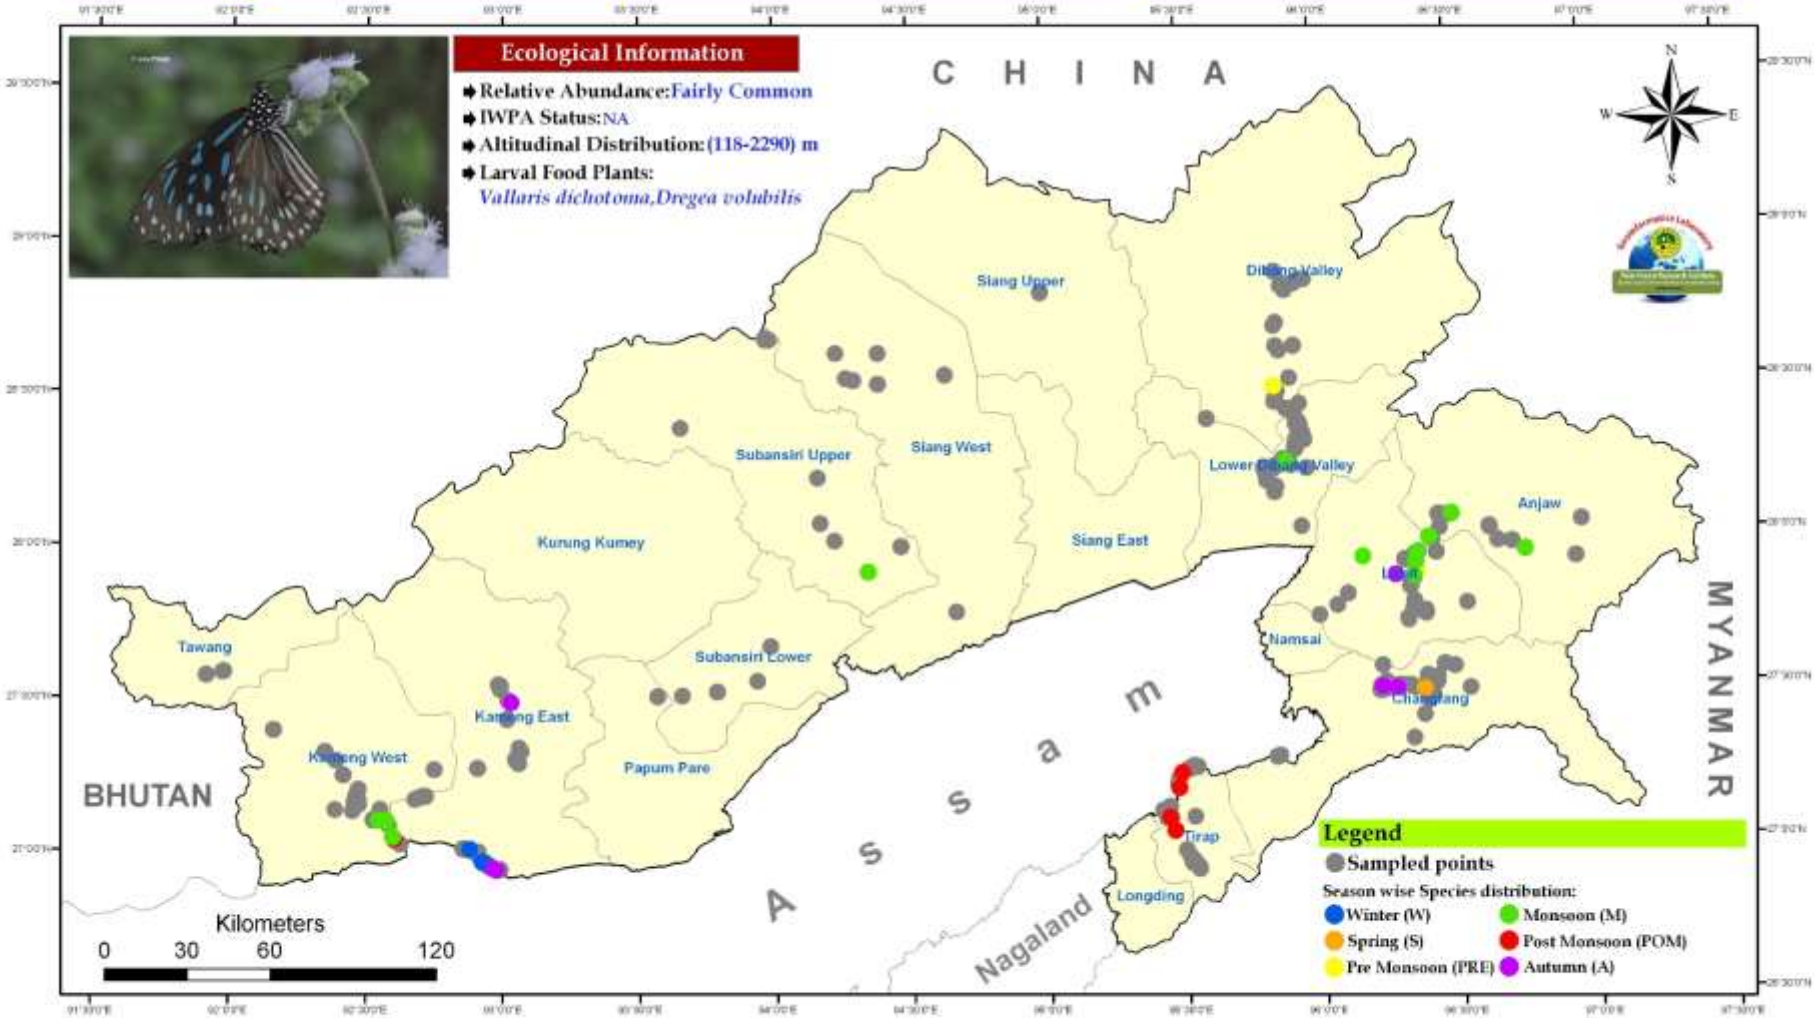 Ecological Information
Relative Abundance:Fairly Common
IWPA Status:NA
Altitudinal Distribution:(118-2290) m
Larval Food Plants:
Vallaris dichotoma,Dregea volubilis
C H I N A
N
W E
S
Geoinformatics Laboratory
Dibang Valley
Siang Upper
Subansiri Upper
Siang West
Lower Dibang Valley
Anjaw
Kurung Kumey
Siang East
Tawang
Namsai
Subansiri Lower
Changlang
Kameng East
Kameng West
Papum Pare
BHUTAN
MYANMAR
A s s a m
Tirap
Longding
Nagaland
Kilometers
0 30 60 120
Legend
Sampled points
Season wise Species distribution:
Winter (W)
Monsoon (M)
Spring (S)
Post Monsoon (POM)
Pre Monsoon (PRE)
Autumn (A)